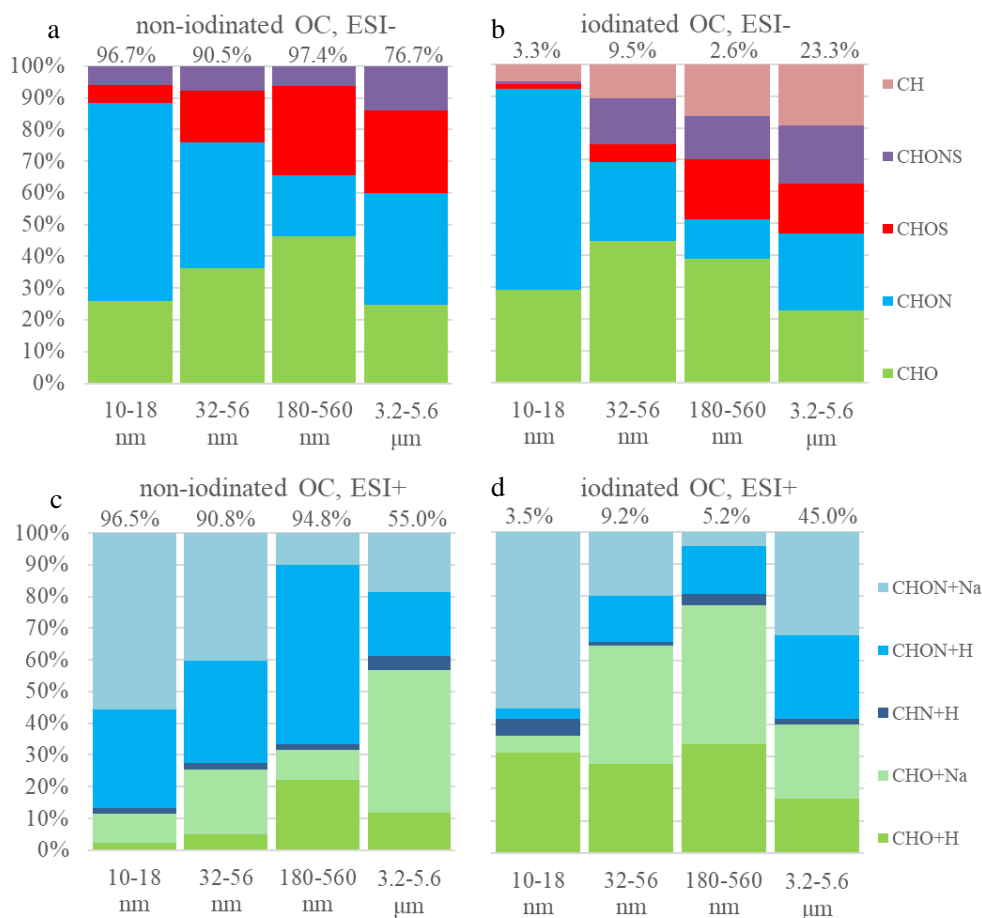 a
non-iodinated OC, ESI-
96.7% 90.5% 97.4% 76.7%
100%
90%
80%
70%
60%
50%
40%
30%
20%
10%
0%
10-18 32-56 180-560 3.2-5.6
nm nm nm μm
b
iodinated OC, ESI-
3.3% 9.5% 2.6% 23.3%
CH
CHONS
CHOS
CHON
CHO
10-18 32-56 180-560 3.2-5.6
nm nm nm μm
c
non-iodinated OC, ESI+
96.5% 90.8% 94.8% 55.0%
100%
90%
80%
70%
60%
50%
40%
30%
20%
10%
0%
10-18 32-56 180-560 3.2-5.6
nm nm nm μm
d
iodinated OC, ESI+
3.5% 9.2% 5.2% 45.0%
CHON+Na
CHON+H
CHN+H
CHO+Na
CHO+H
10-18 32-56 180-560 3.2-5.6
nm nm nm μm